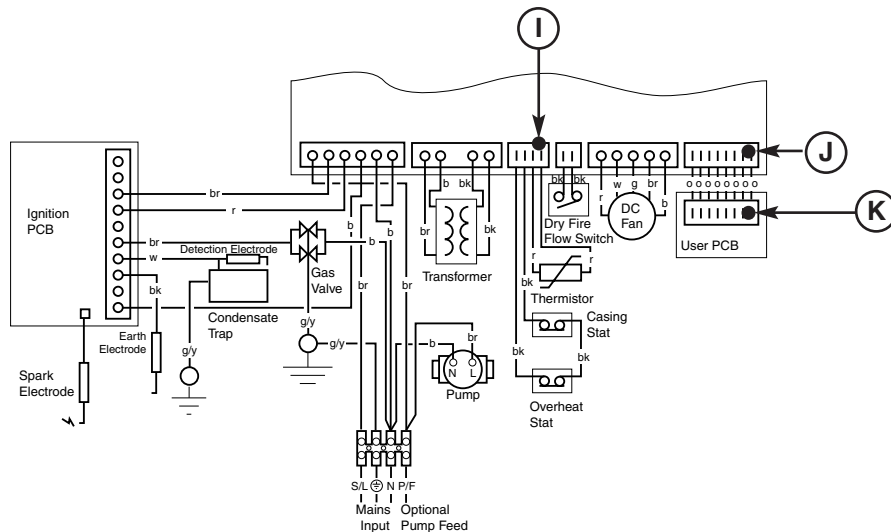 I
J
K
b
bk
bk
bk
r
w
g
br
b
o o o o o o o o
Ignition
PCB
br
r
br
w
bk
Detection Electrode
Condensate
Trap
Gas
Valve
g/y
g/y
g/y
b
b
b
br
br
br
bk
Transformer
Dry Fire
Flow Switch
DC
Fan
User PCB
r
r
Thermistor
bk
Casing
Stat
bk
bk
Overheat
Stat
Earth
Electrode
Spark
Electrode
b
br
N L
Pump
S/L N P/F
Mains
Input
Optional
Pump Feed